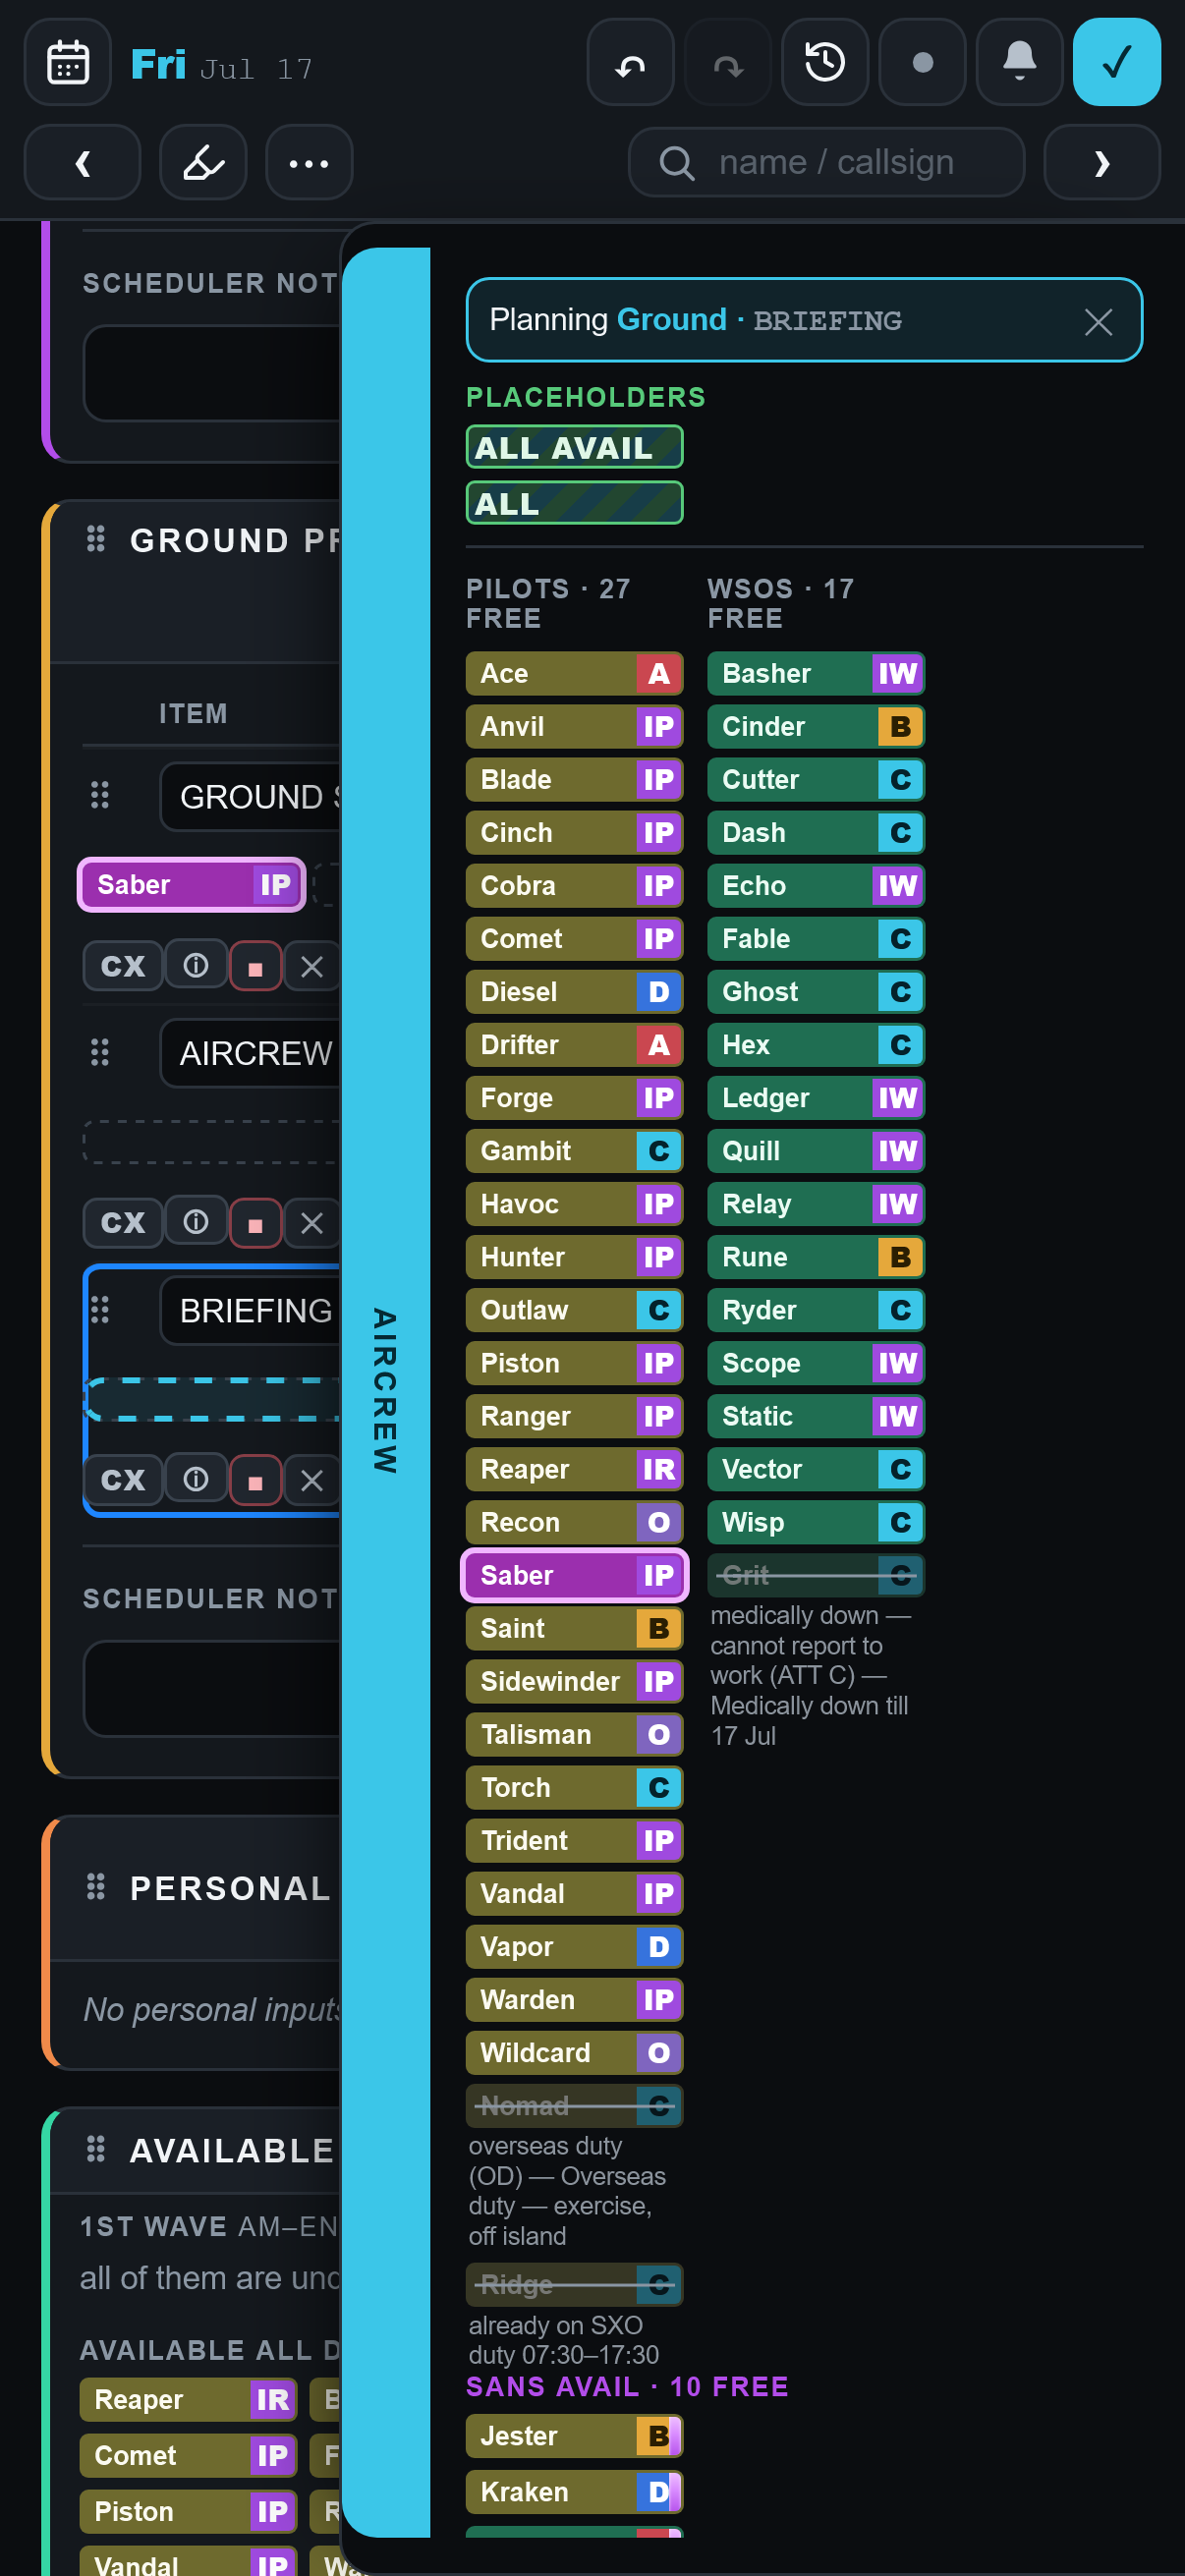 Fri Jul 17
name / callsign
SCHEDULER NOT
GROUND PR
ITEM
GROUND S
Saber IP
CX
AIRCREW
CX
BRIEFING
CX
SCHEDULER NOT
PERSONAL
No personal inputs
AVAILABLE
1ST WAVE AM–EN
all of them are und
AVAILABLE ALL D
Reaper IR B
Comet IP F
Piston IP R
Vandal IP Wa
AIRCREW
Planning Ground · BRIEFING
PLACEHOLDERS
ALL AVAIL
ALL
PILOTS · 27
FREE
Ace A
Anvil IP
Blade IP
Cinch IP
Cobra IP
Comet IP
Diesel D
Drifter A
Forge IP
Gambit C
Havoc IP
Hunter IP
Outlaw C
Piston IP
Ranger IP
Reaper IR
Recon O
Saber IP
Saint B
Sidewinder IP
Talisman O
Torch C
Trident IP
Vandal IP
Vapor D
Warden IP
Wildcard O
Nomad C
overseas duty
(OD) — Overseas
duty — exercise,
off island
Ridge C
already on SXO
duty 07:30–17:30
WSOS · 17
FREE
Basher IW
Cinder B
Cutter C
Dash C
Echo IW
Fable C
Ghost C
Hex C
Ledger IW
Quill IW
Relay IW
Rune B
Ryder C
Scope IW
Static IW
Vector C
Wisp C
Grit C
medically down —
cannot report to
work (ATT C) —
Medically down till
17 Jul
SANS AVAIL · 10 FREE
Jester B
Kraken D